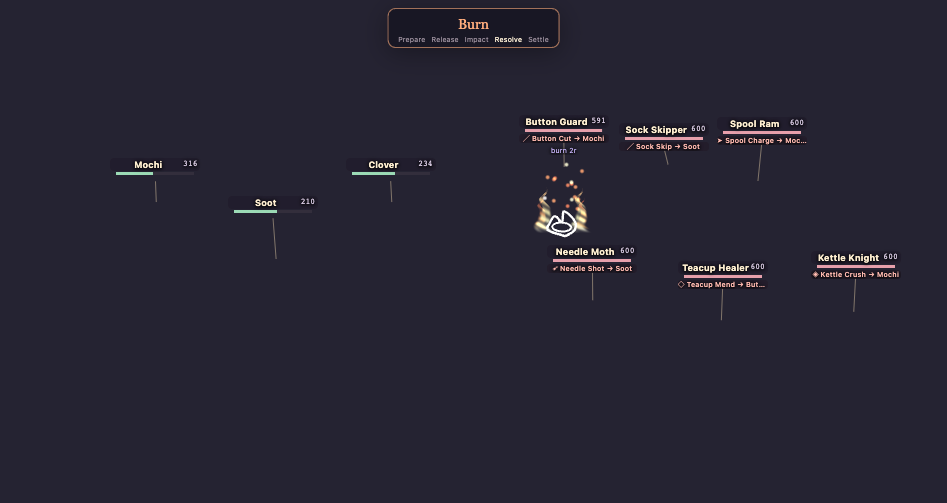 Burn
Prepare Release Impact Resolve Settle
Button Guard 591
Button Cut → Mochi
burn 2r
Sock Skipper 600
Sock Skip → Soot
Spool Ram 600
Spool Charge → Moc...
Mochi 316
Clover 234
Soot 210
Needle Moth 600
Needle Shot → Soot
Teacup Healer 600
Teacup Mend → But...
Kettle Knight 600
Kettle Crush → Mochi